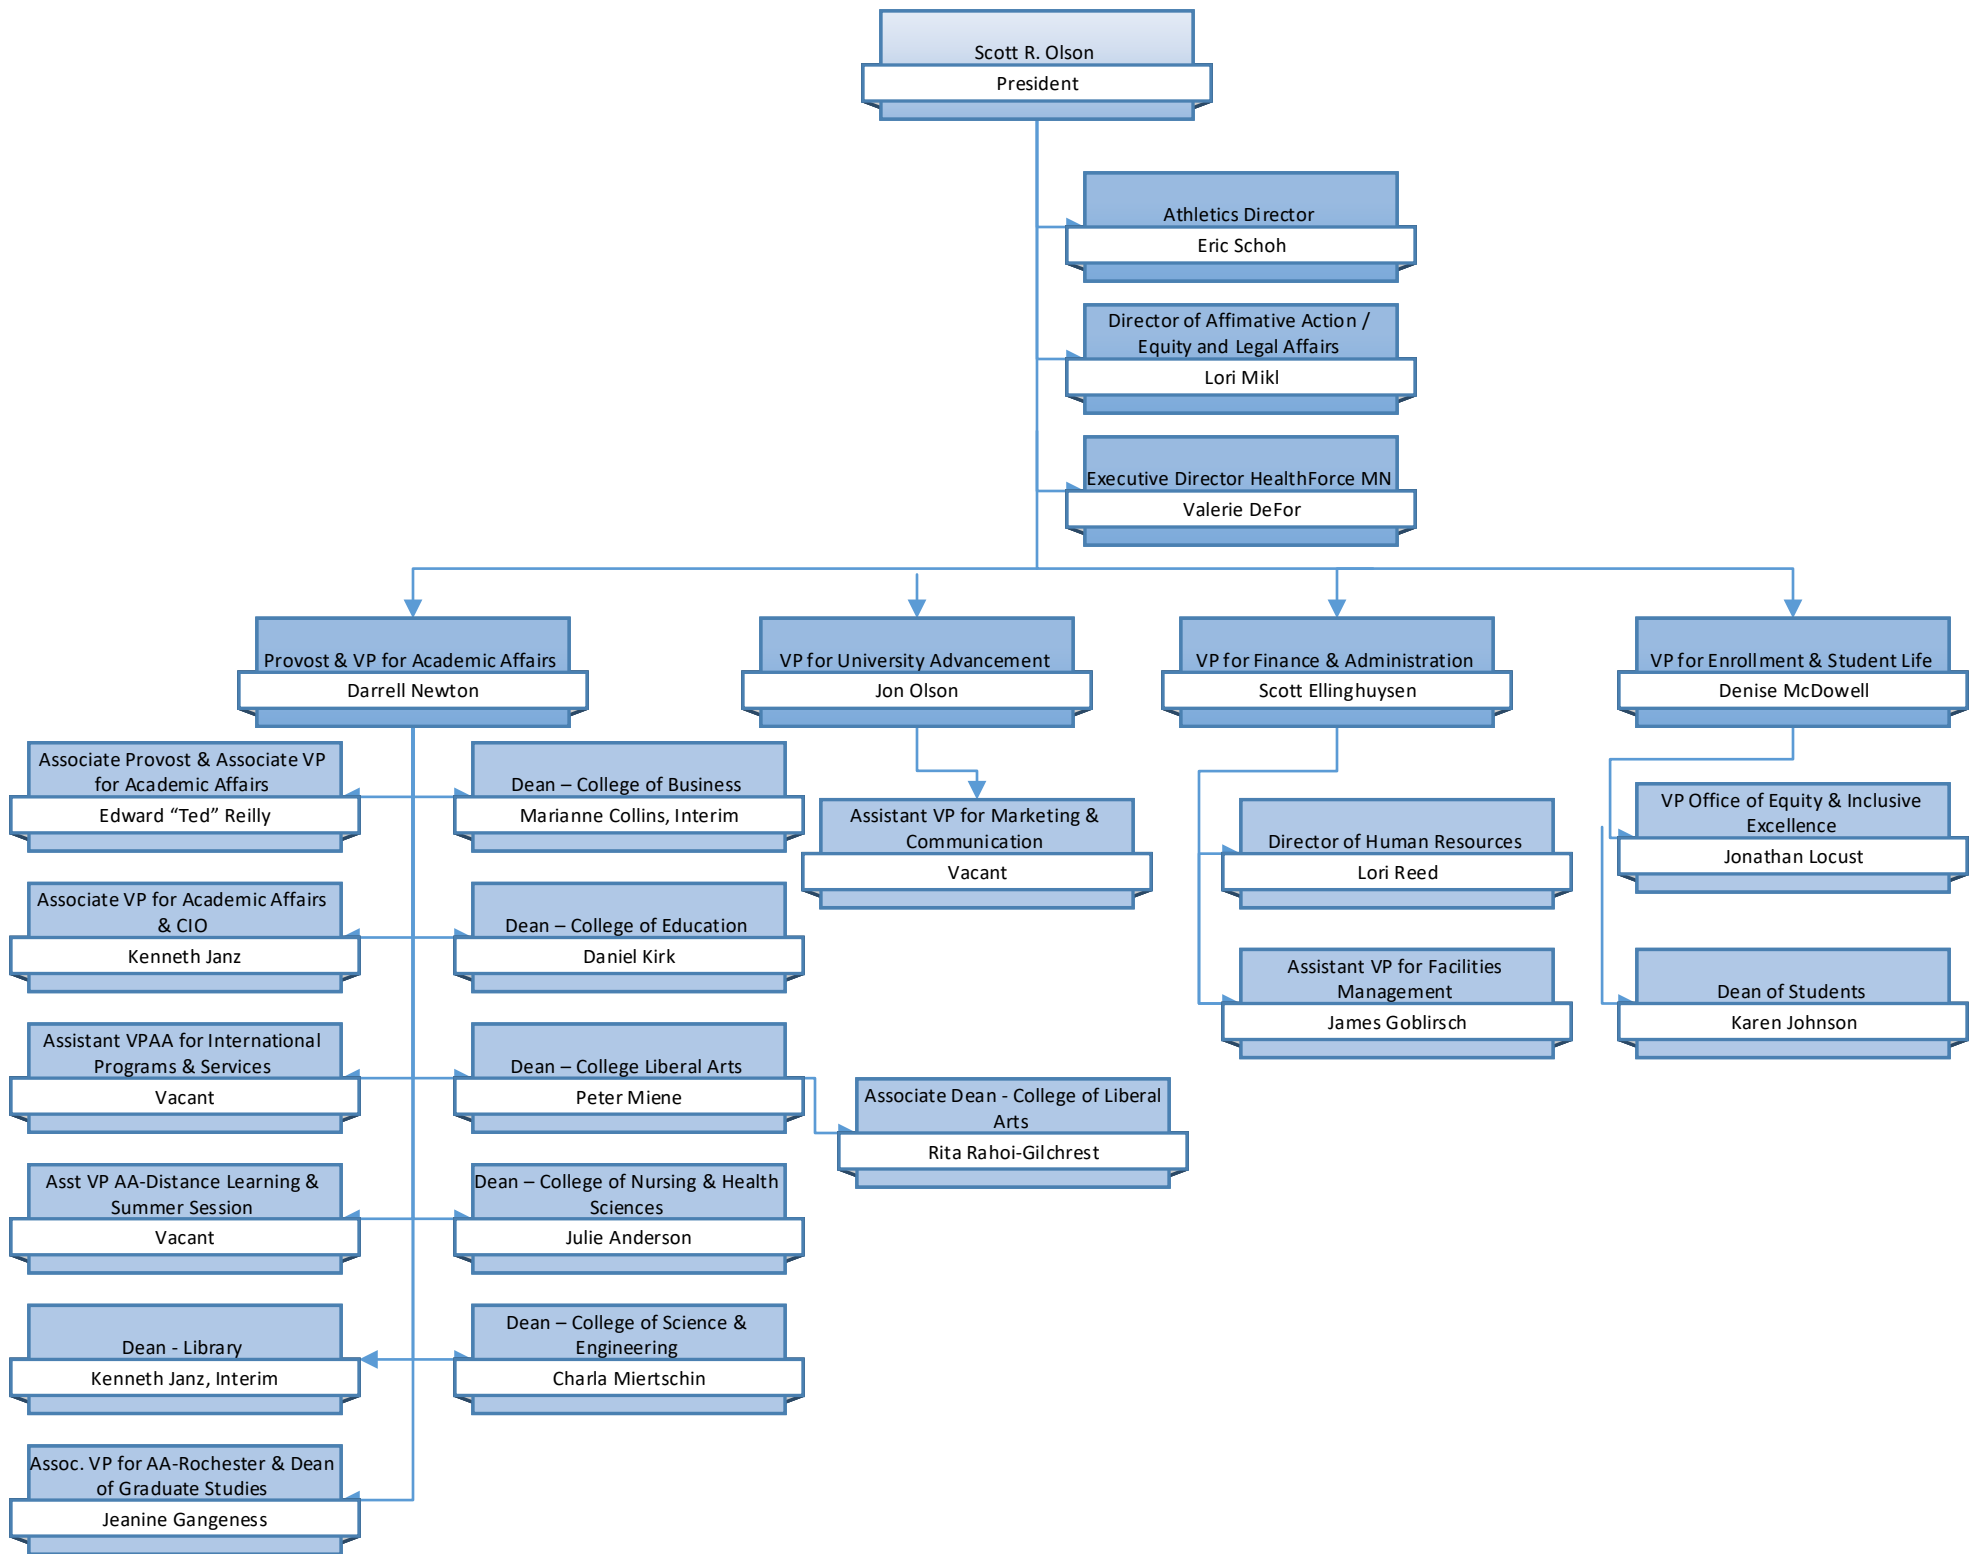 Scott R. Olson
President
Athletics Director
Eric Schoh
Director of Affimative Action /
Equity and Legal Affairs
Lori Mikl
Executive Director HealthForce MN
Valerie DeFor
Provost & VP for Academic Affairs
Darrell Newton
VP for University Advancement
Jon Olson
VP for Finance & Administration
Scott Ellinghuysen
VP for Enrollment & Student Life
Denise McDowell
Associate Provost & Associate VP
for Academic Affairs
Edward “Ted” Reilly
Dean – College of Business
Marianne Collins, Interim
Assistant VP for Marketing &
Communication
Vacant
Director of Human Resources
Lori Reed
VP Office of Equity & Inclusive
Excellence
Jonathan Locust
Associate VP for Academic Affairs
& CIO
Kenneth Janz
Dean – College of Education
Daniel Kirk
Assistant VP for Facilities
Management
James Goblirsch
Dean of Students
Karen Johnson
Assistant VPAA for International
Programs & Services
Vacant
Dean – College Liberal Arts
Peter Miene
Associate Dean - College of Liberal
Arts
Rita Rahoi-Gilchrest
Asst VP AA-Distance Learning &
Summer Session
Vacant
Dean – College of Nursing & Health
Sciences
Julie Anderson
Dean - Library
Kenneth Janz, Interim
Dean – College of Science &
Engineering
Charla Miertschin
Assoc. VP for AA-Rochester & Dean
of Graduate Studies
Jeanine Gangeness